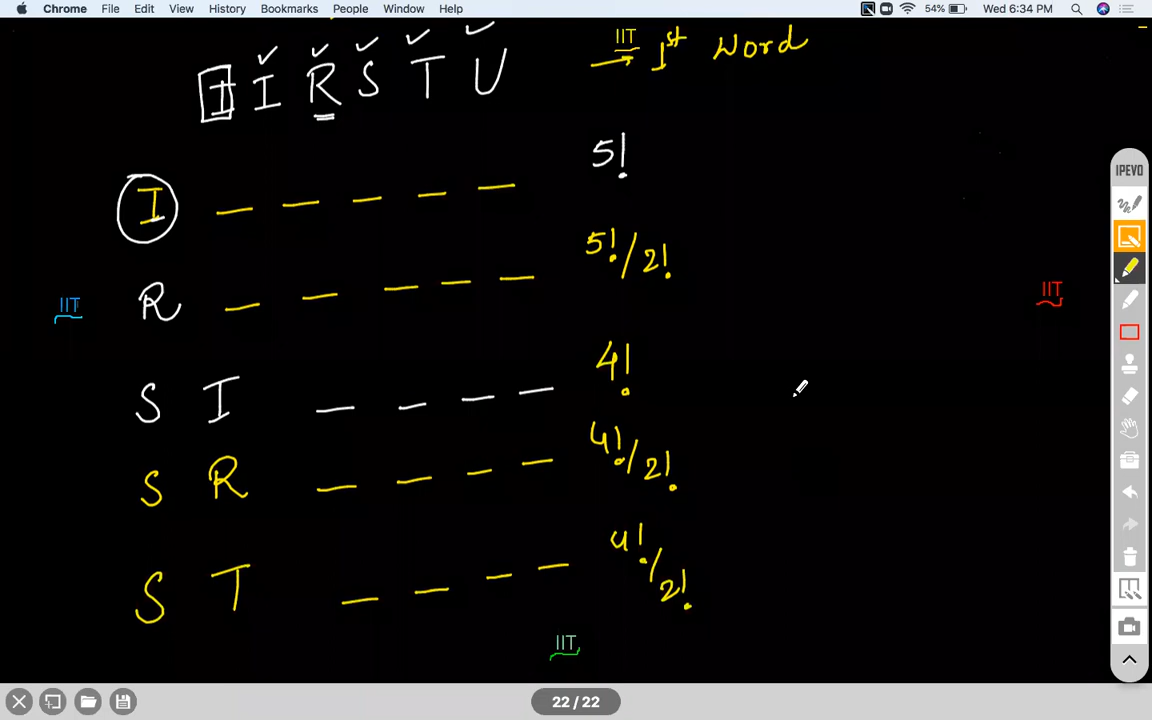 Chrome File Edit View History Bookmarks People Window Help 54% Wed 6:34 PM
IIT 1st Word
I I R S T U
5!
I
5!/2!
IPEVO
R
IIT
IIT
4!
S I
4!/2!
S R
4!/2!
S T
IIT
22 / 22